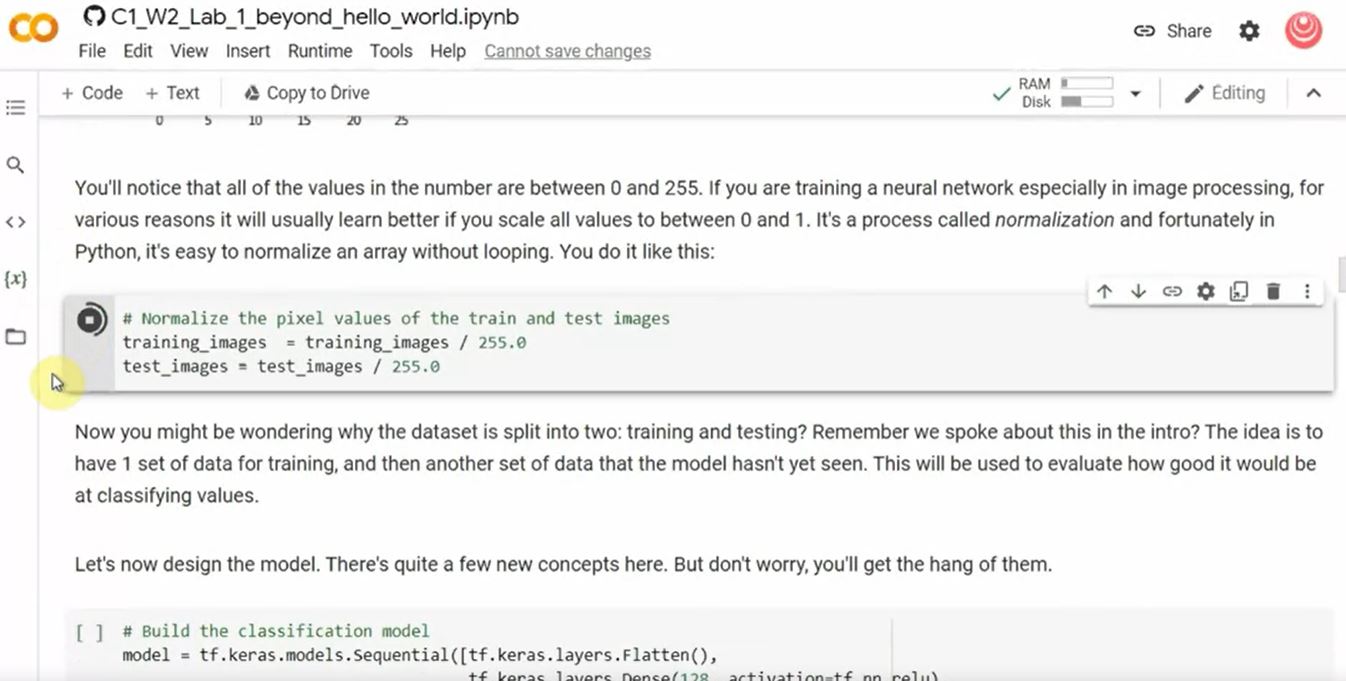 C1_W2_Lab_1_beyond_hello_world.ipynb
Share
File Edit View Insert Runtime Tools Help Cannot save changes
+ Code + Text Copy to Drive
RAM
Disk
Editing
0 5 10 15 20 25
You'll notice that all of the values in the number are between 0 and 255. If you are training a neural network especially in image processing, for
various reasons it will usually learn better if you scale all values to between 0 and 1. It's a process called normalization and fortunately in
Python, it's easy to normalize an array without looping. You do it like this:
{x}
# Normalize the pixel values of the train and test images
training_images = training_images / 255.0
test_images = test_images / 255.0
Now you might be wondering why the dataset is split into two: training and testing? Remember we spoke about this in the intro? The idea is to
have 1 set of data for training, and then another set of data that the model hasn't yet seen. This will be used to evaluate how good it would be
at classifying values.
Let's now design the model. There's quite a few new concepts here. But don't worry, you'll get the hang of them.
[ ] # Build the classification model
model = tf.keras.models.Sequential([tf.keras.layers.Flatten(),
tf.keras.layers.Dense(128, activation=tf.nn.relu),